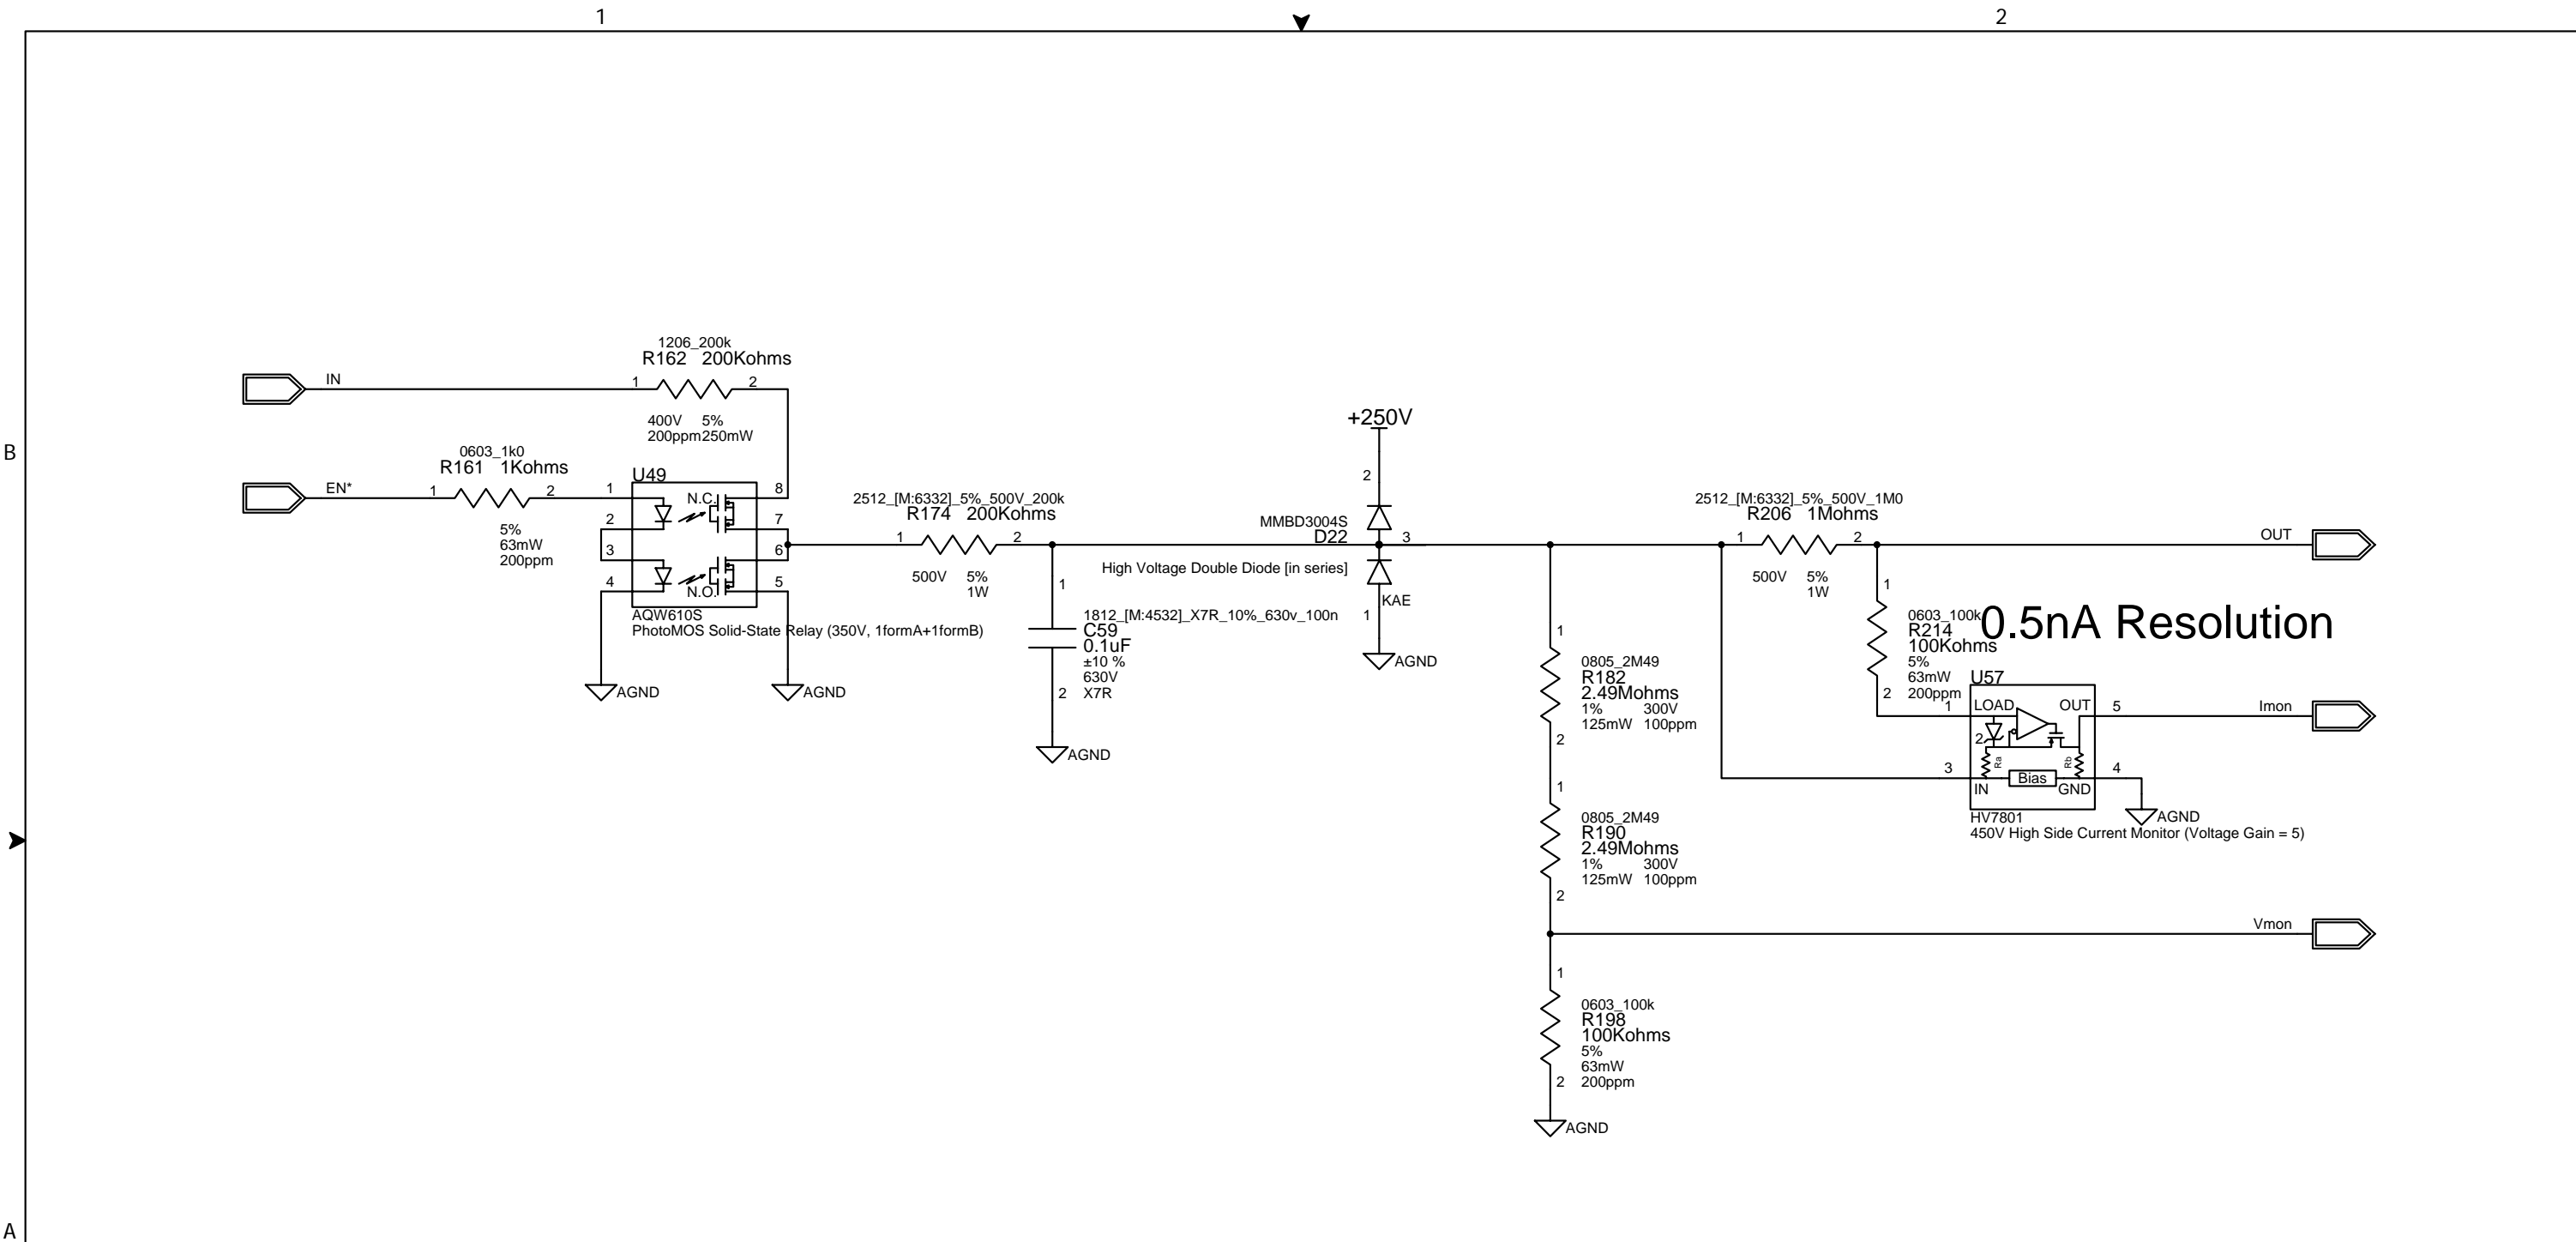 1
2
B
A
IN
1206_200k
R162 200Kohms
1
2
400V 5%
200ppm250mW
EN*
0603_1k0
R161 1Kohms
1
2
5%
63mW
200ppm
U49
1
2
3
4
N.C.
N.O.
8
7
6
5
AQW610S
PhotoMOS Solid-State Relay (350V, 1formA+1formB)
AGND
AGND
2512_[M:6332]_5%_500V_200k
R174 200Kohms
1
2
500V 5%
1W
1
1812_[M:4532]_X7R_10%_630v_100n
C59
0.1uF
±10 %
630V
X7R
2
AGND
+250V
2
MMBD3004S
D22
3
High Voltage Double Diode [in series]
KAE
1
AGND
1
0805_2M49
R182
2.49Mohms
1% 300V
125mW 100ppm
2
1
0805_2M49
R190
2.49Mohms
1% 300V
125mW 100ppm
2
1
0603_100k
R198
100Kohms
5%
63mW
200ppm
2
AGND
2512_[M:6332]_5%_500V_1M0
R206 1Mohms
1
2
500V 5%
1W
OUT
1
0603_100k
R214
100Kohms
5%
63mW
200ppm
2
0.5nA Resolution
U57
1
LOAD
OUT
5
2
Ra
Rb
3
Bias
4
IN
GND
HV7801
450V High Side Current Monitor (Voltage Gain = 5)
AGND
Imon
Vmon